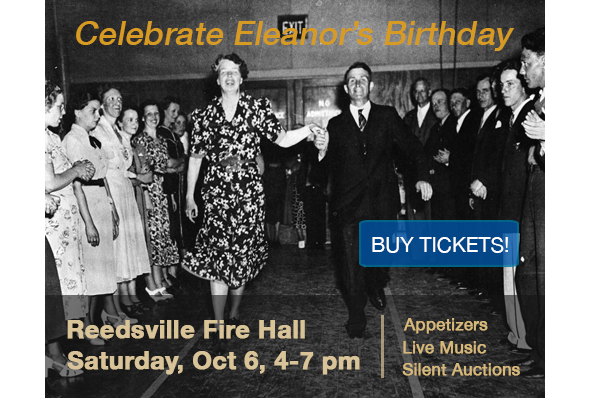 Celebrate Eleanor's Birthday
EXIT
NO
BUY TICKETS!
Reedsville Fire Hall
Saturday, Oct 6, 4-7 pm
Appetizers
Live Music
Silent Auctions